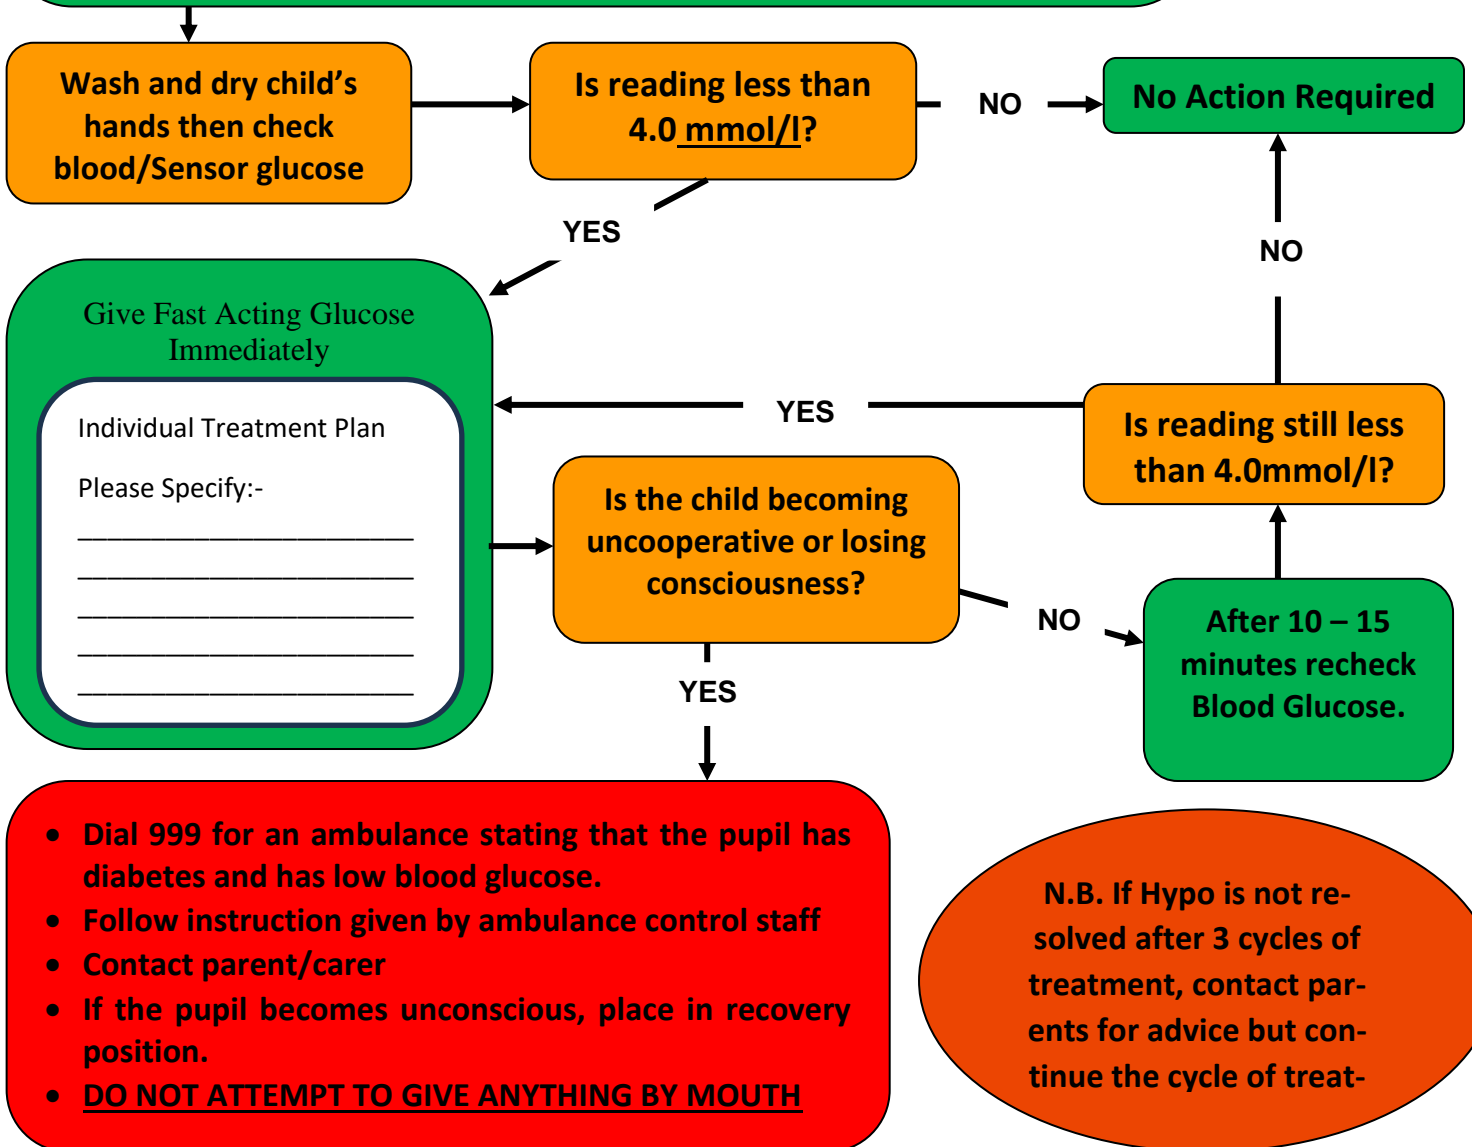 Wash and dry child’s
hands then check
blood/Sensor glucose
Is reading less than
4.0 mmol/l?
NO
No Action Required
YES
NO
Give Fast Acting Glucose
Immediately
Individual Treatment Plan
Please Specify:-
_______________________
_______________________
_______________________
_______________________
_______________________
YES
Is reading still less
than 4.0mmol/l?
Is the child becoming
uncooperative or losing
consciousness?
NO
After 10 – 15
minutes recheck
Blood Glucose.
YES
• Dial 999 for an ambulance stating that the pupil has
diabetes and has low blood glucose.
• Follow instruction given by ambulance control staff
• Contact parent/carer
• If the pupil becomes unconscious, place in recovery
position.
• DO NOT ATTEMPT TO GIVE ANYTHING BY MOUTH
N.B. If Hypo is not re-
solved after 3 cycles of
treatment, contact par-
ents for advice but con-
tinue the cycle of treat-